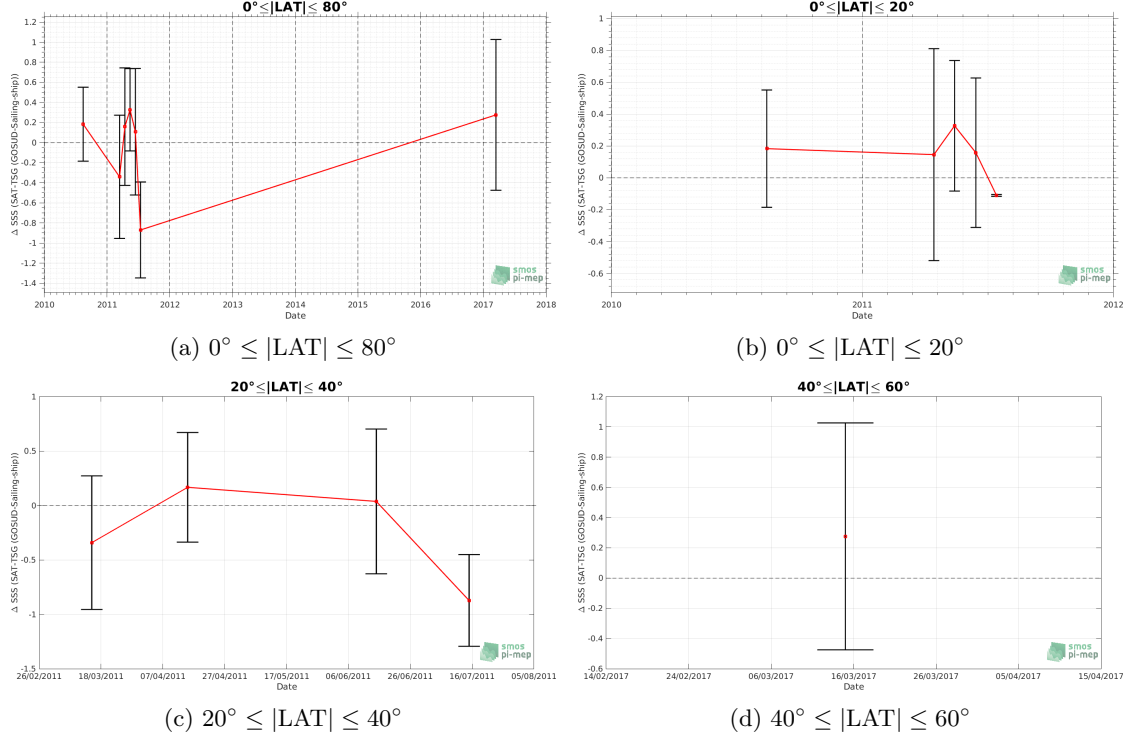 0°≤|LAT|≤ 80°
Δ SSS (SAT-TSG (GOSUD-Sailing-ship))
1.2
1
0.8
0.6
0.4
0.2
0
-0.2
-0.4
-0.6
-0.8
-1
-1.2
-1.4
2010 2011 2012 2013 2014 2015 2016 2017 2018
Date
smos
pi-mep
(a) 0° ≤ |LAT| ≤ 80°
0°≤|LAT|≤ 20°
Δ SSS (SAT-TSG (GOSUD-Sailing-ship))
1
0.8
0.6
0.4
0.2
0
-0.2
-0.4
-0.6
2010 2011 2012
Date
smos
pi-mep
(b) 0° ≤ |LAT| ≤ 20°
20°≤|LAT|≤ 40°
Δ SSS (SAT-TSG (GOSUD-Sailing-ship))
1
0.5
0
-0.5
-1
-1.5
26/02/2011 18/03/2011 07/04/2011 27/04/2011 17/05/2011 06/06/2011 26/06/2011 16/07/2011 05/08/2011
Date
smos
pi-mep
(c) 20° ≤ |LAT| ≤ 40°
40°≤|LAT|≤ 60°
Δ SSS (SAT-TSG (GOSUD-Sailing-ship))
1.2
1
0.8
0.6
0.4
0.2
0
-0.2
-0.4
-0.6
14/02/2017 24/02/2017 06/03/2017 16/03/2017 26/03/2017 05/04/2017 15/04/2017
Date
smos
pi-mep
(d) 40° ≤ |LAT| ≤ 60°